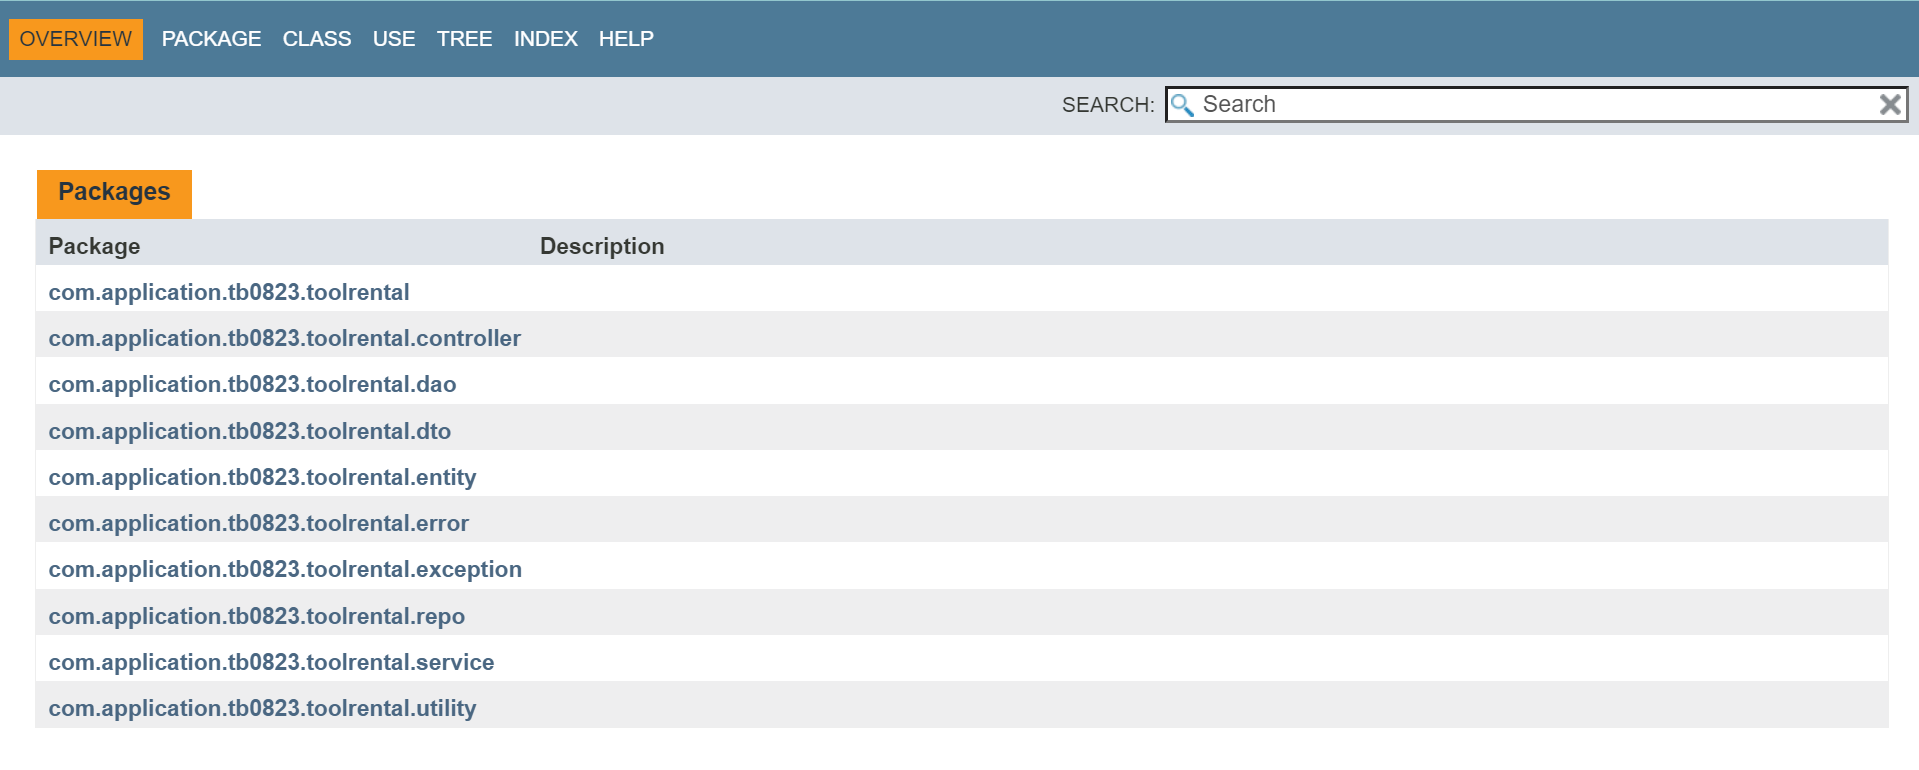 OVERVIEW PACKAGE CLASS USE TREE INDEX HELP
SEARCH: Search
Packages
Package Description
com.application.tb0823.toolrental
com.application.tb0823.toolrental.controller
com.application.tb0823.toolrental.dao
com.application.tb0823.toolrental.dto
com.application.tb0823.toolrental.entity
com.application.tb0823.toolrental.error
com.application.tb0823.toolrental.exception
com.application.tb0823.toolrental.repo
com.application.tb0823.toolrental.service
com.application.tb0823.toolrental.utility